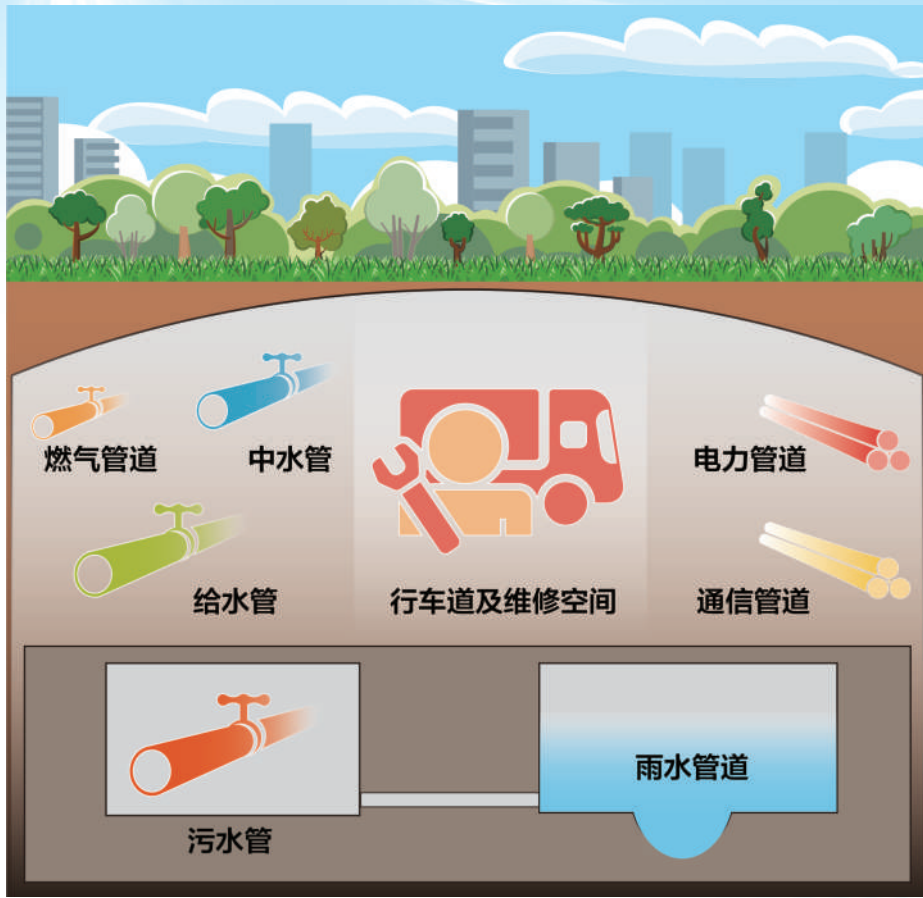 燃气管道
中水管
电力管道
给水管
行车道及维修空间
通信管道
雨水管道
污水管